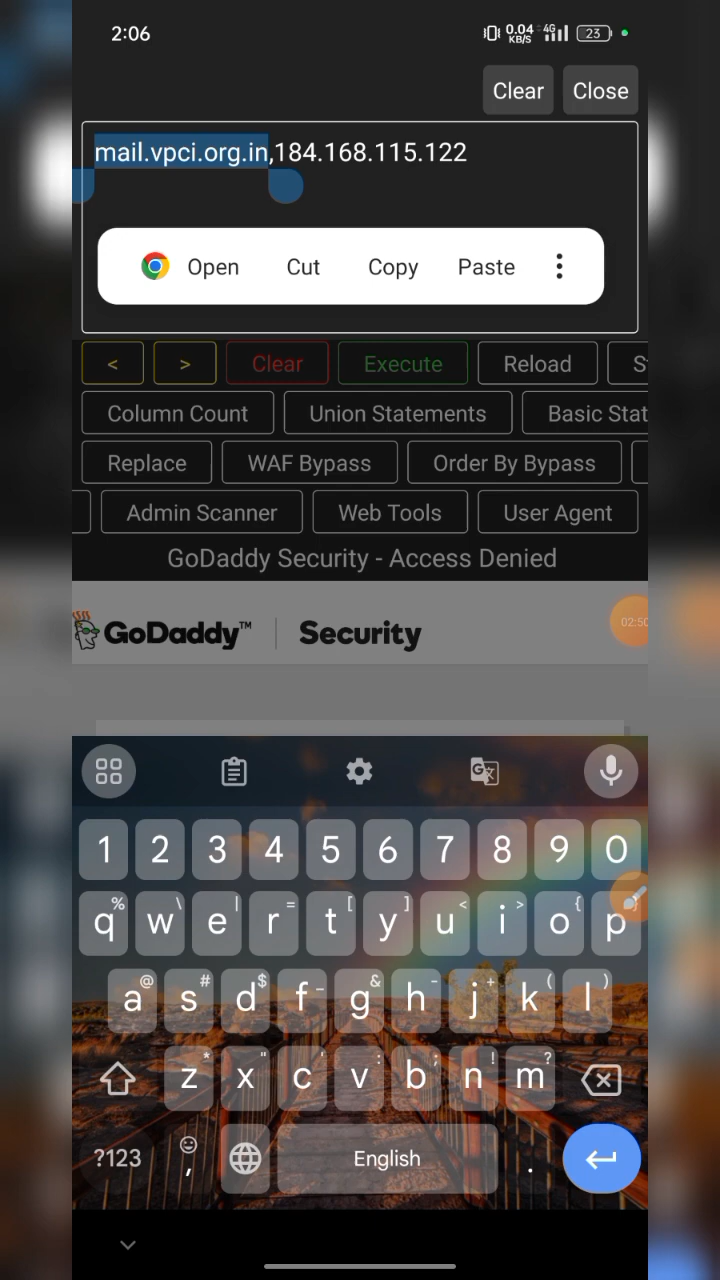 2:06 0.04 KB/S 4G 23
Clear Close
mail.vpci.org.in,184.168.115.122
Open Cut Copy Paste
< > Clear Execute Reload S
Column Count Union Statements Basic Stat
Replace WAF Bypass Order By Bypass
Admin Scanner Web Tools User Agent
GoDaddy Security - Access Denied
GoDaddy™ Security
02:50
1 2 3 4 5 6 7 8 9 0
% \ | = [ ] < > { }
q w e r t y u i o p
@ # $ _ & - + ( )
a s d f g h j k l
* " ' : ; ! ?
z x c v b n m
?123 , English .